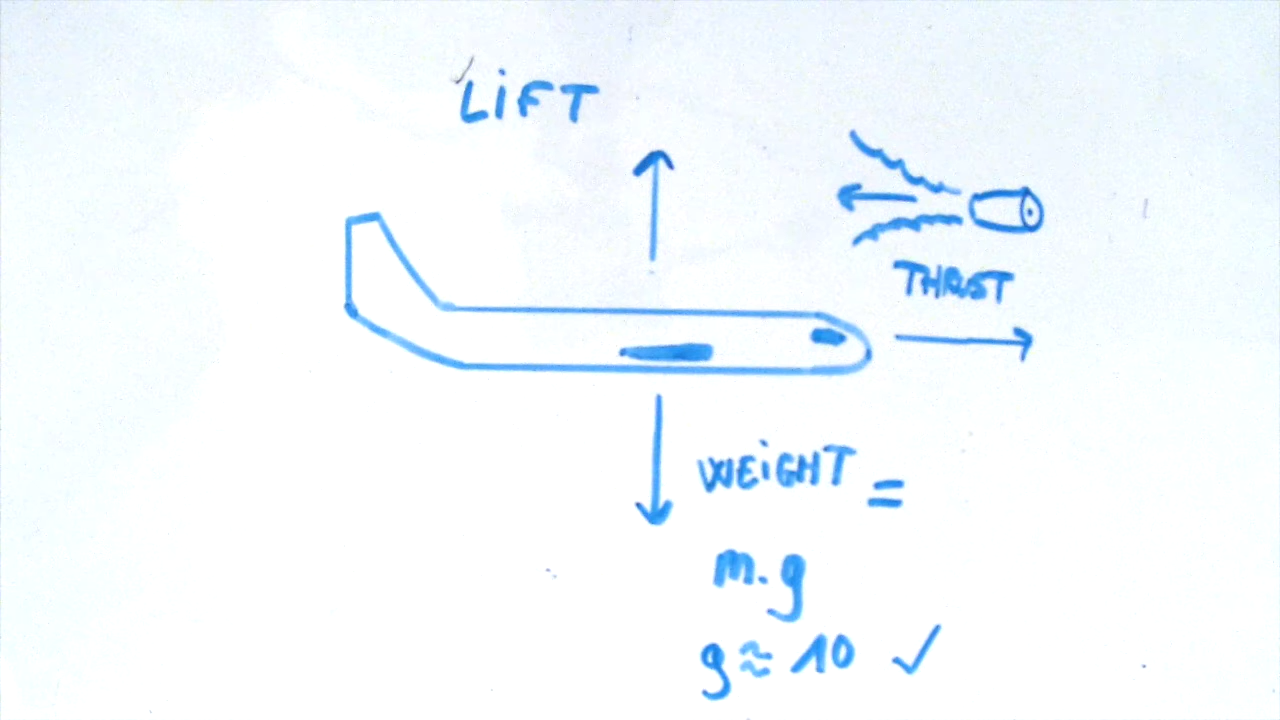 LiFT
THRUST
WEiGHT =
m.g
g ≈ 10 ✓